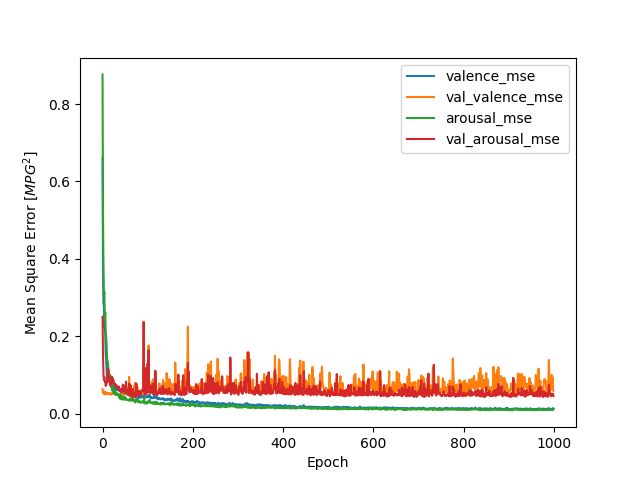 valence_mse
val_valence_mse
arousal_mse
val_arousal_mse
Mean Square Error [MPG²]
0.8
0.6
0.4
0.2
0.0
0 200 400 600 800 1000
Epoch